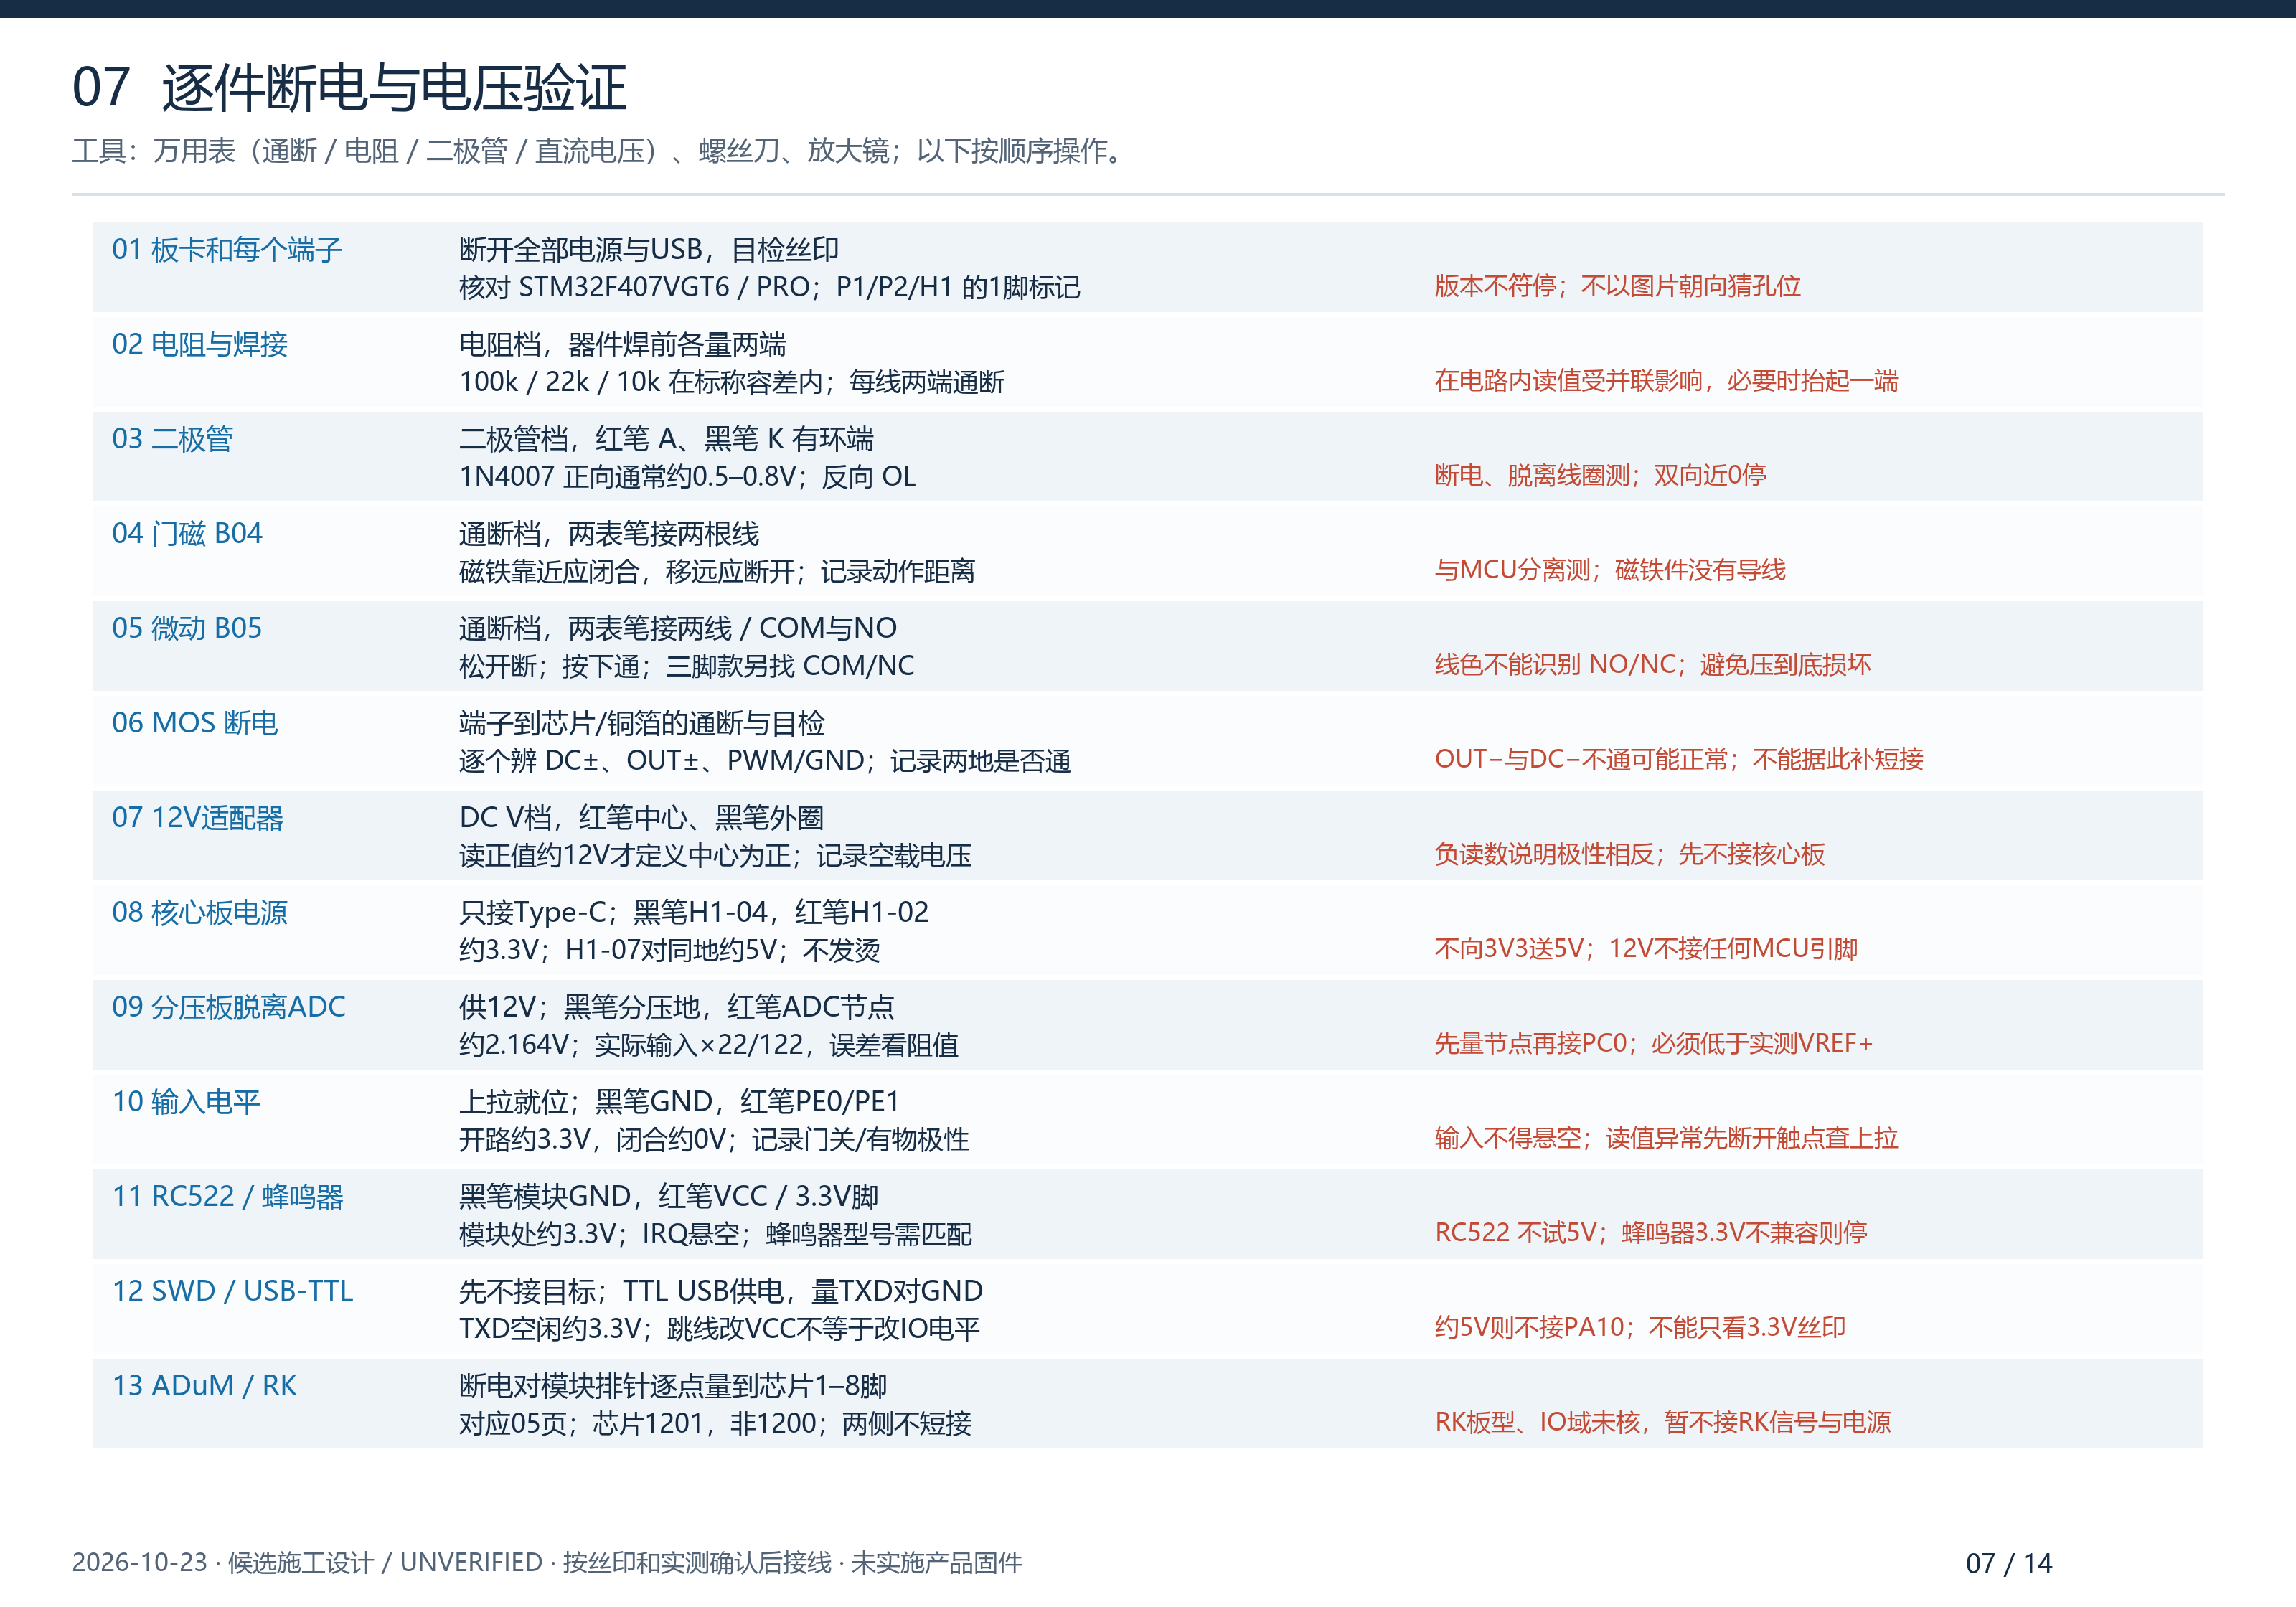 07 逐件断电与电压验证
工具：万用表（通断 / 电阻 / 二极管 / 直流电压）、螺丝刀、放大镜；以下按顺序操作。
01 板卡和每个端子
断开全部电源与USB，目检丝印
核对 STM32F407VGT6 / PRO；P1/P2/H1 的1脚标记
版本不符停；不以图片朝向猜孔位
02 电阻与焊接
电阻档，器件焊前各量两端
100k / 22k / 10k 在标称容差内；每线两端通断
在电路内读值受并联影响，必要时抬起一端
03 二极管
二极管档，红笔 A、黑笔 K 有环端
1N4007 正向通常约0.5–0.8V；反向 OL
断电、脱离线圈测；双向近0停
04 门磁 B04
通断档，两表笔接两根线
磁铁靠近应闭合，移远应断开；记录动作距离
与MCU分离测；磁铁件没有导线
05 微动 B05
通断档，两表笔接两线 / COM与NO
松开断；按下通；三脚款另找 COM/NC
线色不能识别 NO/NC；避免压到底损坏
06 MOS 断电
端子到芯片/铜箔的通断与目检
逐个辨 DC±、OUT±、PWM/GND；记录两地是否通
OUT−与DC−不通可能正常；不能据此补短接
07 12V适配器
DC V档，红笔中心、黑笔外圈
读正值约12V才定义中心为正；记录空载电压
负读数说明极性相反；先不接核心板
08 核心板电源
只接Type-C；黑笔H1-04，红笔H1-02
约3.3V；H1-07对同地约5V；不发烫
不向3V3送5V；12V不接任何MCU引脚
09 分压板脱离ADC
供12V；黑笔分压地，红笔ADC节点
约2.164V；实际输入×22/122，误差看阻值
先量节点再接PC0；必须低于实测VREF+
10 输入电平
上拉就位；黑笔GND，红笔PE0/PE1
开路约3.3V，闭合约0V；记录门关/有物极性
输入不得悬空；读值异常先断开触点查上拉
11 RC522 / 蜂鸣器
黑笔模块GND，红笔VCC / 3.3V脚
模块处约3.3V；IRQ悬空；蜂鸣器型号需匹配
RC522 不试5V；蜂鸣器3.3V不兼容则停
12 SWD / USB-TTL
先不接目标；TTL USB供电，量TXD对GND
TXD空闲约3.3V；跳线改VCC不等于改IO电平
约5V则不接PA10；不能只看3.3V丝印
13 ADuM / RK
断电对模块排针逐点量到芯片1–8脚
对应05页；芯片1201，非1200；两侧不短接
RK板型、IO域未核，暂不接RK信号与电源
2026-10-23 · 候选施工设计 / UNVERIFIED · 按丝印和实测确认后接线 · 未实施产品固件
07 / 14